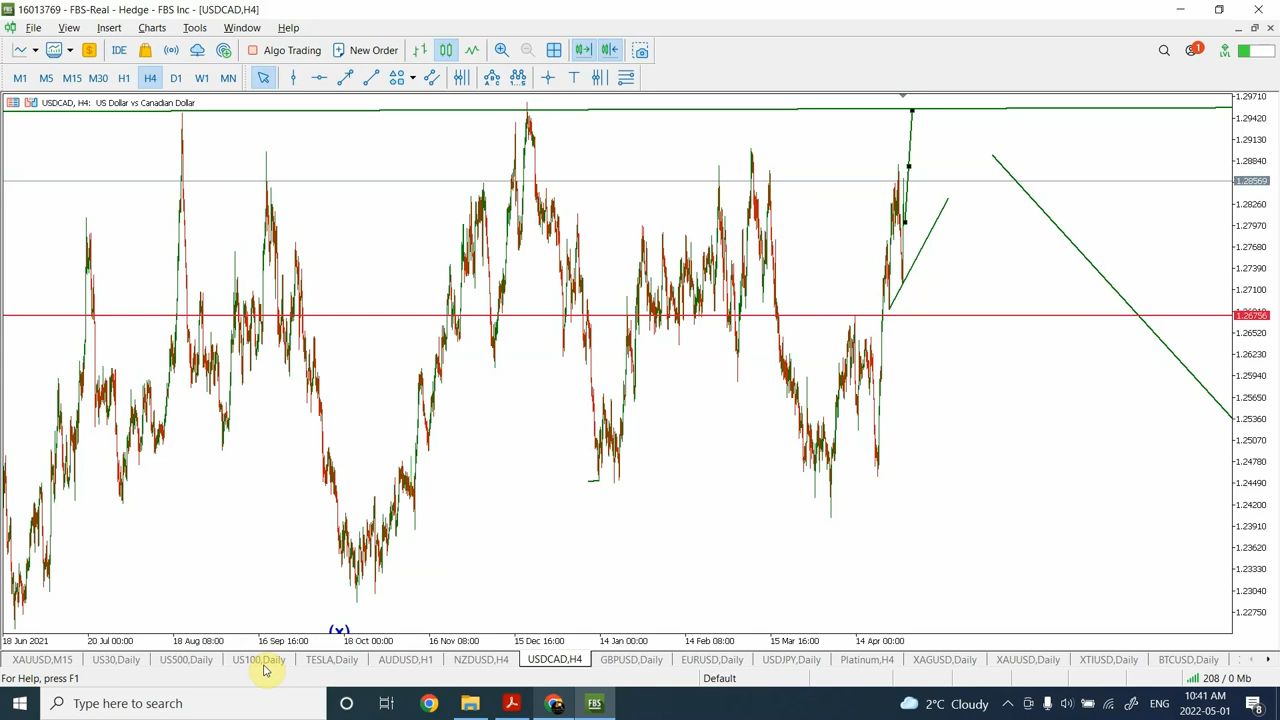 16013769 - FBS-Real - Hedge - FBS Inc - [USDCAD,H4]
File View Insert Charts Tools Window Help
IDE Algo Trading New Order 1 LVL
M1 M5 M15 M30 H1 H4 D1 W1 MN
USDCAD, H4: US Dollar vs Canadian Dollar
1.29710
1.29420
1.29130
1.28840
1.28569
1.28260
1.27970
1.27680
1.27390
1.27100
1.26756
1.26520
1.26230
1.25940
1.25650
1.25360
1.25070
1.24780
1.24490
1.23910
1.23620
1.23330
1.23040
1.22750
(x)
18 Jun 2021 20 Jul 00:00 18 Aug 08:00 16 Sep 16:00 18 Oct 00:00 16 Nov 08:00 15 Dec 16:00 14 Jan 00:00 14 Feb 08:00 15 Mar 16:00 14 Apr 00:00
XAUUSD,M15 US30,Daily US500,Daily US100,Daily TESLA,Daily AUDUSD,H1 NZDUSD,H4 USDCAD,H4 GBPUSD,Daily EURUSD,Daily USDJPY,Daily Platinum,H4 XAGUSD,Daily XAUUSD,Daily XTIUSD,Daily BTCUSD,Daily
For Help, press F1 Default 208 / 0 Mb
Type here to search FBS 2°C Cloudy ENG 10:41 AM
2022-05-01 8